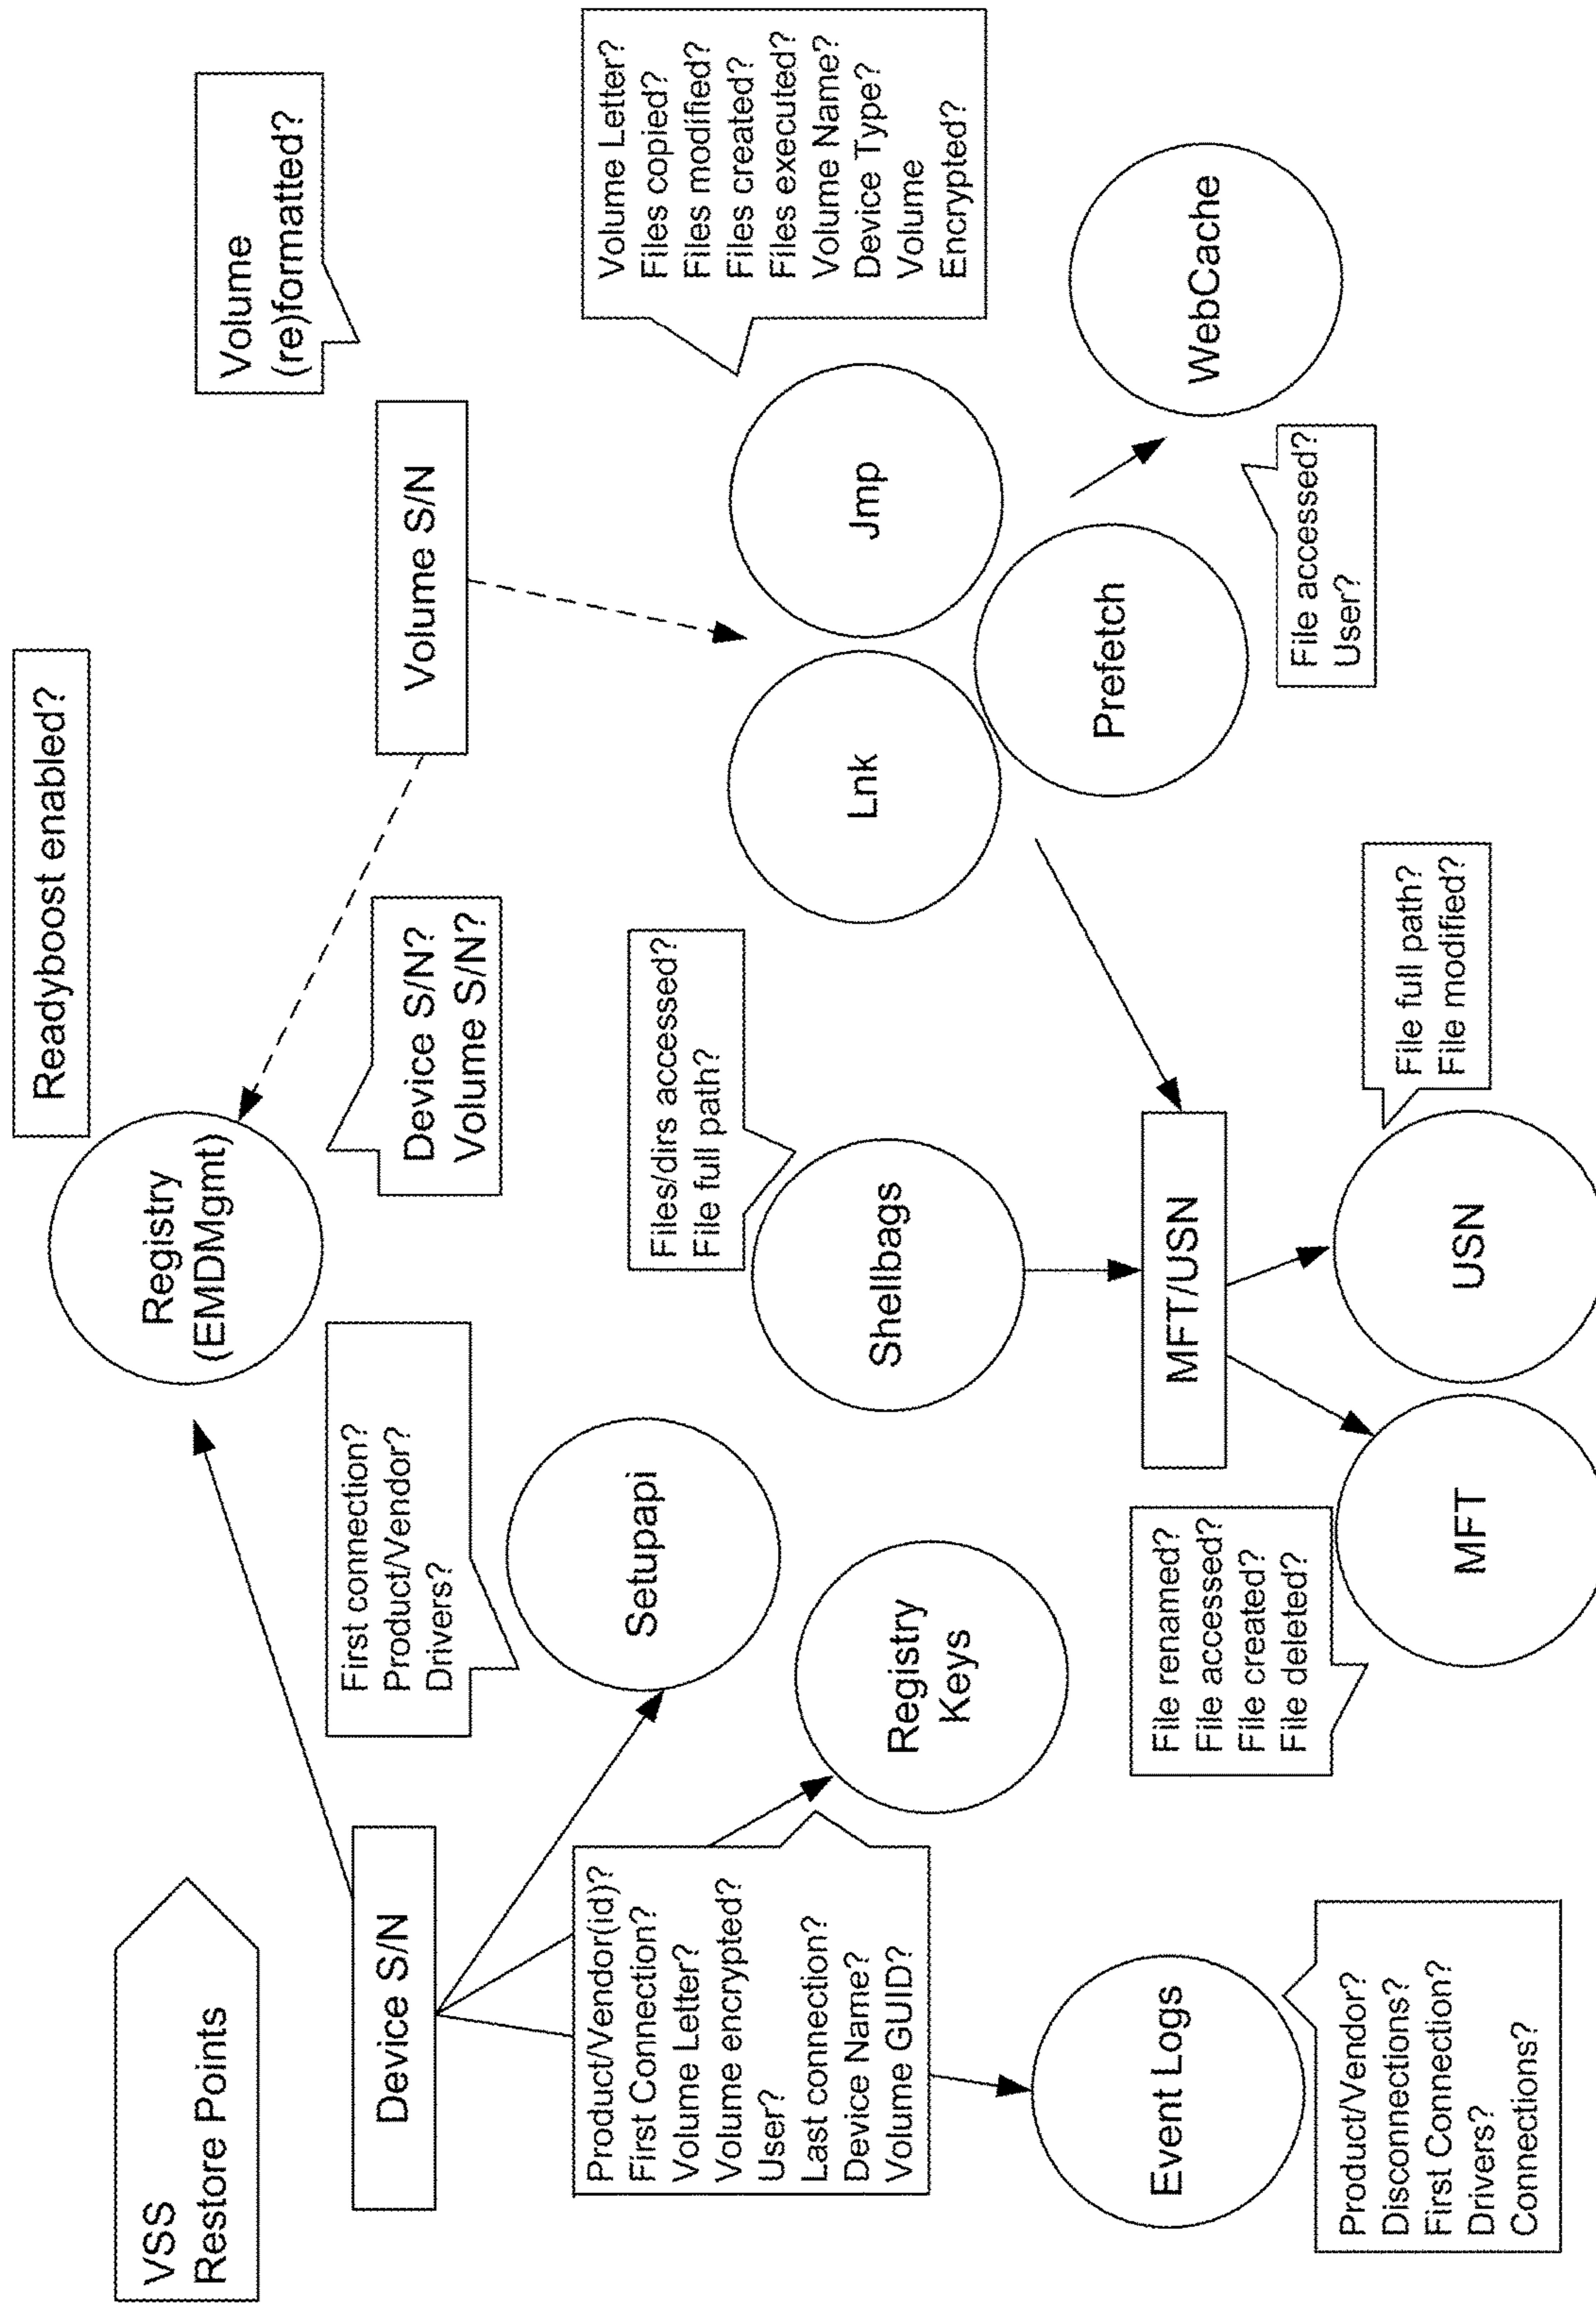 VSS
Restore Points
Readyboost enabled?
Registry
(EMDMgmt)
Volume
(re)formatted?
Device S/N
First connection?
Product/Vendor?
Drivers?
Device S/N?
Volume S/N?
Volume S/N
Setupapi
Product/Vendor(id)?
First Connection?
Volume Letter?
Volume encrypted?
User?
Last connection?
Device Name?
Volume GUID?
Registry
Keys
Files/dirs accessed?
File full path?
Shellbags
Lnk
Jmp
Prefetch
Volume Letter?
Files copied?
Files modified?
Files created?
Files executed?
Volume Name?
Device Type?
Volume
Encrypted?
WebCache
File accessed?
User?
Event Logs
Product/Vendor?
Disconnections?
First Connection?
Drivers?
Connections?
MFT/USN
File renamed?
File accessed?
File created?
File deleted?
MFT
USN
File full path?
File modified?